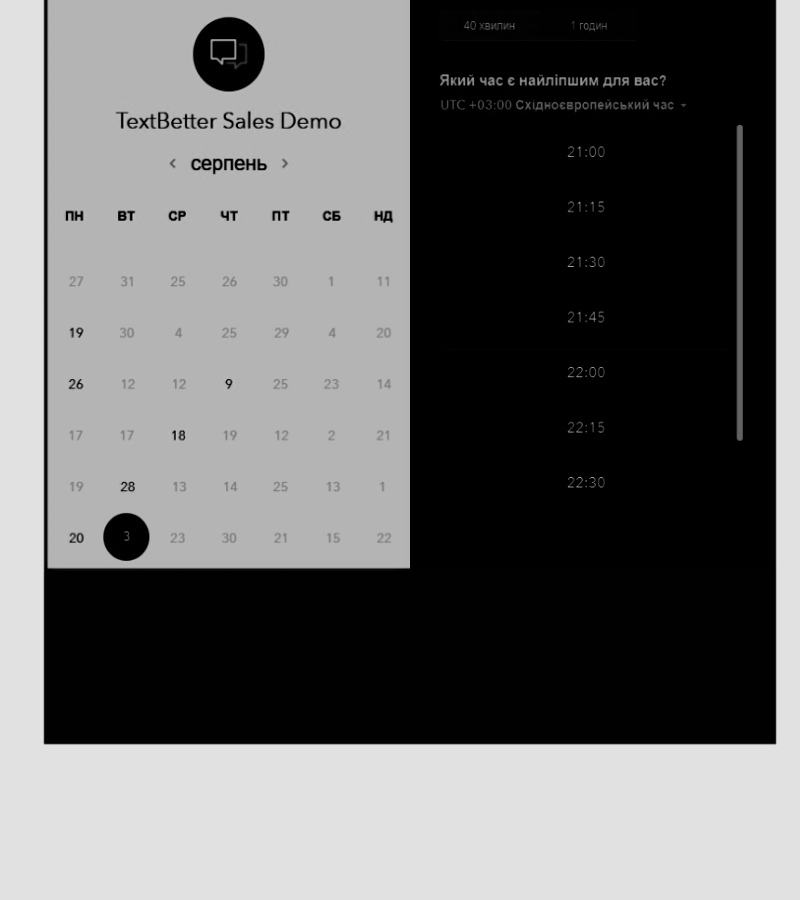 TextBetter Sales Demo
< серпень >
ПН ВТ СР ЧТ ПТ СБ НД
27 31 25 26 30 1 11
19 30 4 25 29 4 20
26 12 12 9 25 23 14
17 17 18 19 12 2 21
19 28 13 14 25 13 1
20 3 23 30 21 15 22
40 хвилин 1 годин
Який час є найліпшим для вас?
UTC +03:00 Східноєвропейський час
21:00
21:15
21:30
21:45
22:00
22:15
22:30